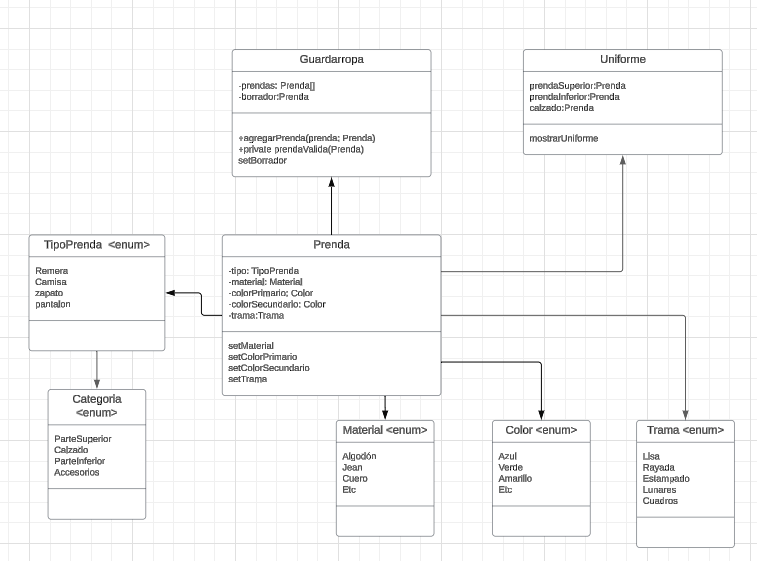 Guardarropa
-prendas: Prenda[]
-borrador:Prenda
+agregarPrenda(prenda: Prenda)
+private prendaValida(Prenda)
setBorrador
Uniforme
prendaSuperior:Prenda
prendaInferior:Prenda
calzado:Prenda
mostrarUniforme
TipoPrenda <enum>
Remera
Camisa
zapato
pantalon
Prenda
-tipo: TipoPrenda
-material: Material
-colorPrimario: Color
-colorSecundario: Color
-trama:Trama
setMaterial
setColorPrimario
setColorSecundario
setTrama
Categoria
<enum>
ParteSuperior
Calzado
ParteInferior
Accesorios
Material <enum>
Algodón
Jean
Cuero
Etc
Color <enum>
Azul
Verde
Amarillo
Etc
Trama <enum>
Lisa
Rayada
Estampado
Lunares
Cuadros